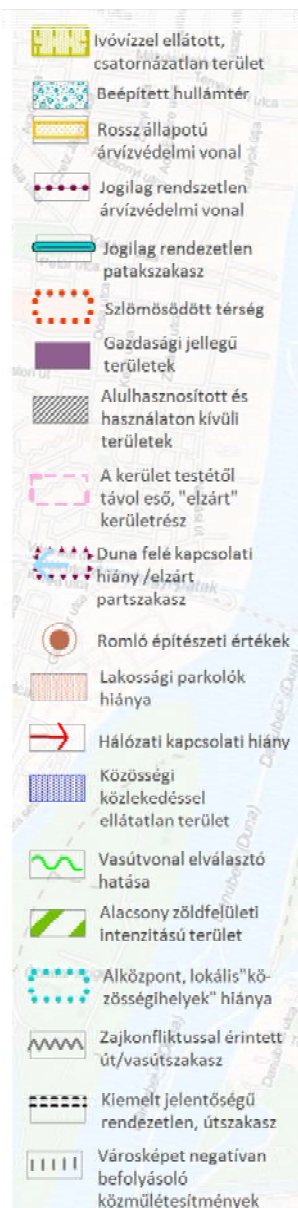 Ivóvízzel ellátott,
csatornázatlan terület
Beépített hullámtér
Rossz állapotú
árvízvédelmi vonal
Jogilag rendszetlen
árvízvédelmi vonal
Jogilag rendezetlen
patakszakasz
Szlömösödött térség
Gazdasági jellegű
területek
Alulhasznosított és
használaton kívüli
területek
A kerület testétől
távol eső, "elzárt"
kerületrész
Duna felé kapcsolati
hiány /elzárt
partszakasz
Romló építészeti értékek
Lakossági parkolók
hiánya
Hálózati kapcsolati hiány
Közösségi
közlekedéssel
ellátatlan terület
Vasútvonal elválasztó
hatása
Alacsony zöldfelületi
intenzitású terület
Alközpont, lokális"kö-
zösségihelyek" hiánya
Zajkonfliktussal érintett
út/vasútszakasz
Kiemelt jelentőségű
rendezetlen, útszakasz
Városképet negatívan
befolyásoló
közműlétesítmények